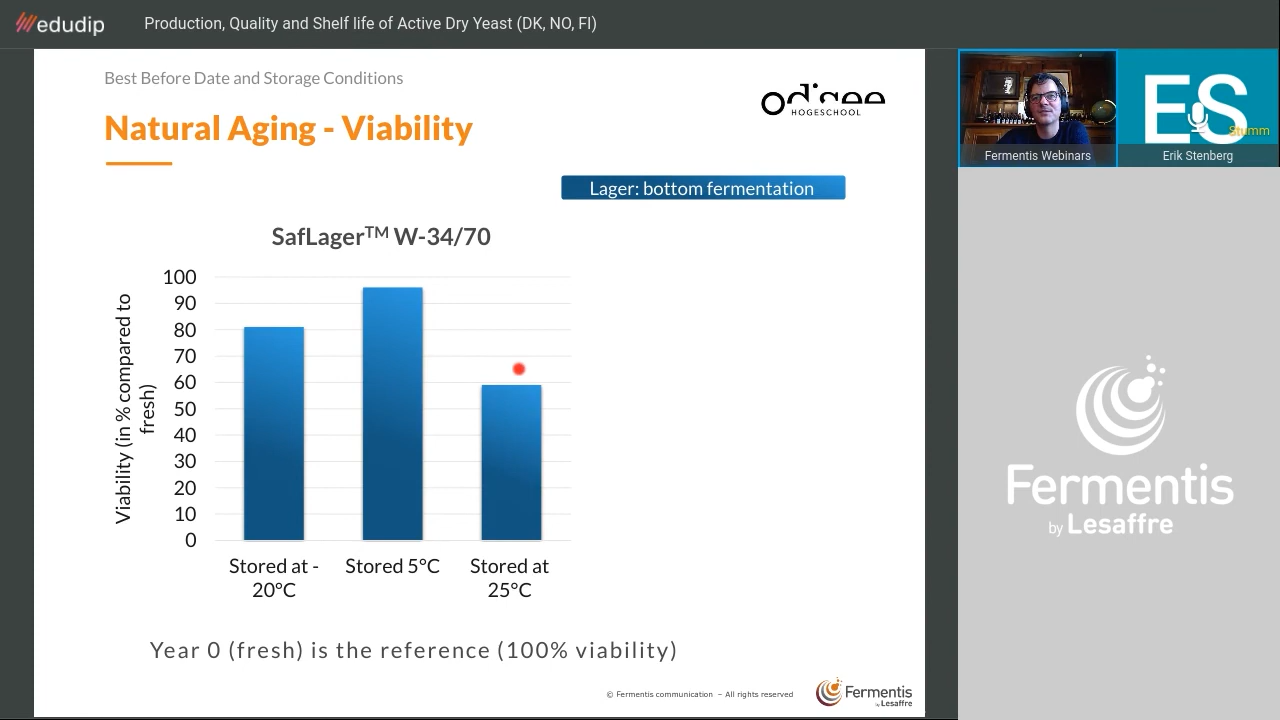 edudip
Production, Quality and Shelf life of Active Dry Yeast (DK, NO, FI)
Best Before Date and Storage Conditions
Odisee
HOGESCHOOL
Natural Aging - Viability
Lager: bottom fermentation
SafLager™ W-34/70
Viability (in % compared to
fresh)
100
90
80
70
60
50
40
30
20
10
0
Stored at -
20°C
Stored 5°C
Stored at
25°C
Year 0 (fresh) is the reference (100% viability)
© Fermentis communication – All rights reserved
Fermentis
by Lesaffre
Fermentis Webinars
ES
Stumm
Erik Stenberg
Fermentis
by Lesaffre